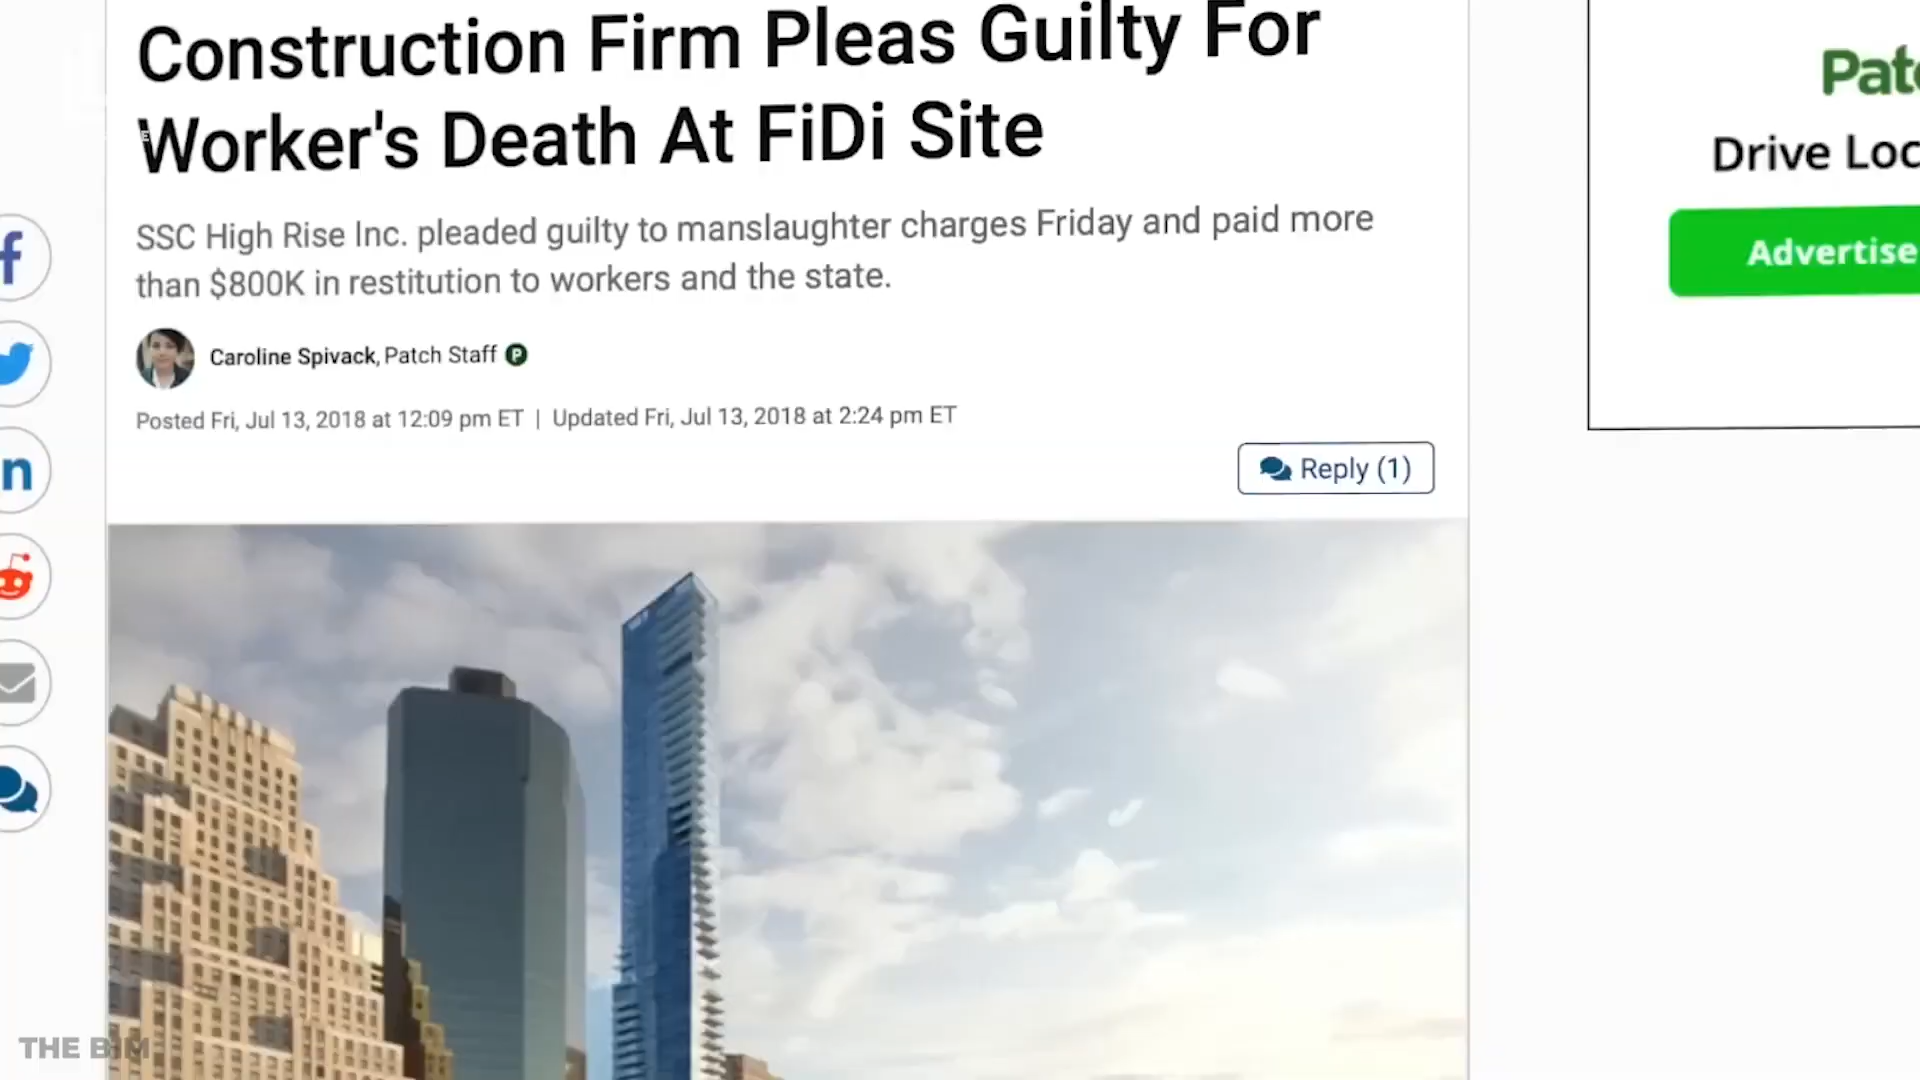 Construction Firm Pleas Guilty For
Worker's Death At FiDi Site
SSC High Rise Inc. pleaded guilty to manslaughter charges Friday and paid more
than $800K in restitution to workers and the state.
Caroline Spivack, Patch Staff P
Posted Fri, Jul 13, 2018 at 12:09 pm ET | Updated Fri, Jul 13, 2018 at 2:24 pm ET
Reply (1)
Drive Loc
Advertise
THE BIM